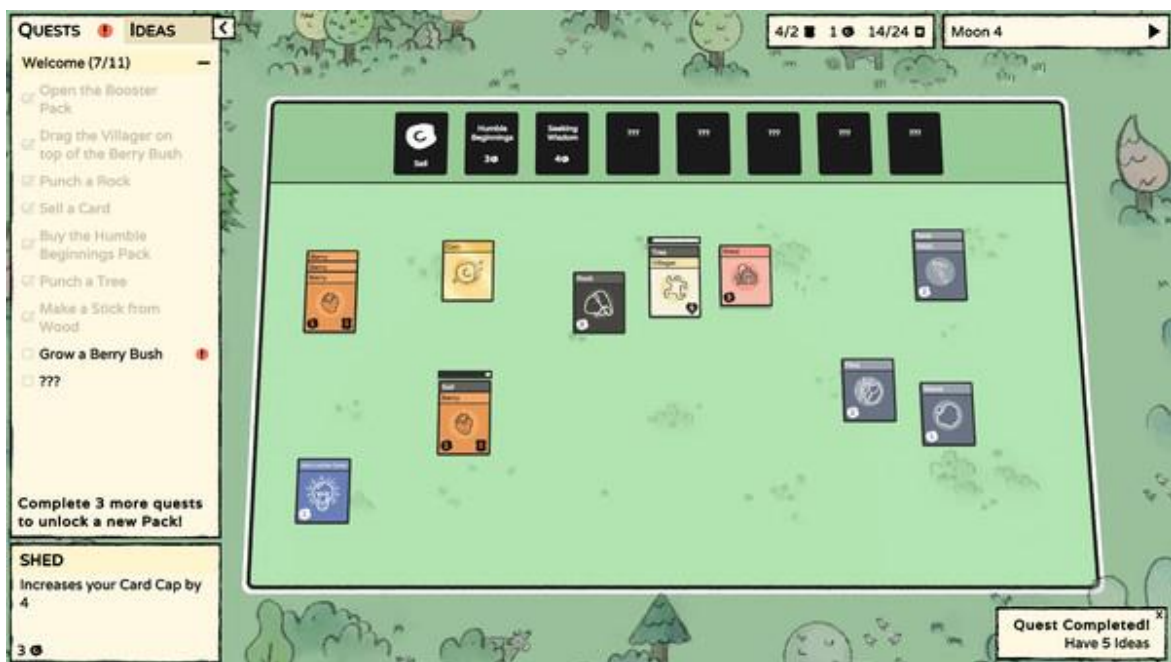 QUESTS ! IDEAS
Welcome (7/11)
Open the Booster
Pack
Drag the Villager on
top of the Berry Bush
Punch a Rock
Sell a Card
Buy the Humble
Beginnings Pack
Punch a Tree
Make a Stick from
Wood
Grow a Berry Bush !
???
Complete 3 more quests
to unlock a new Pack!
SHED
Increases your Card Cap by
4
3
4/2 1 14/24
Moon 4
C
Sell
Humble
Beginnings
3
Seeking
Wisdom
4
???
???
???
???
???
Berry
Berry
Berry
Coin
C
Rock
Tree
Villager
Soil
Berry
Quest Completed!
Have 5 Ideas
X